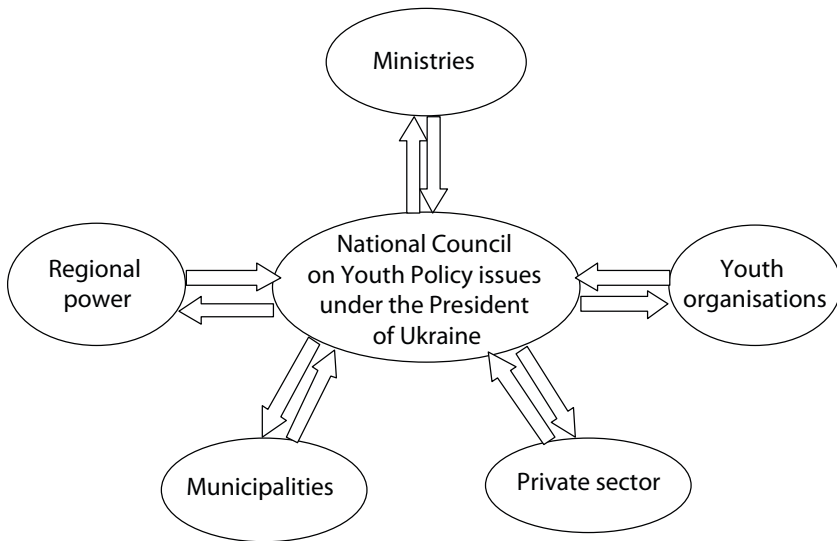 Ministries
National Council
on Youth Policy issues
under the President
of Ukraine
Regional
power
Youth
organisations
Municipalities
Private sector